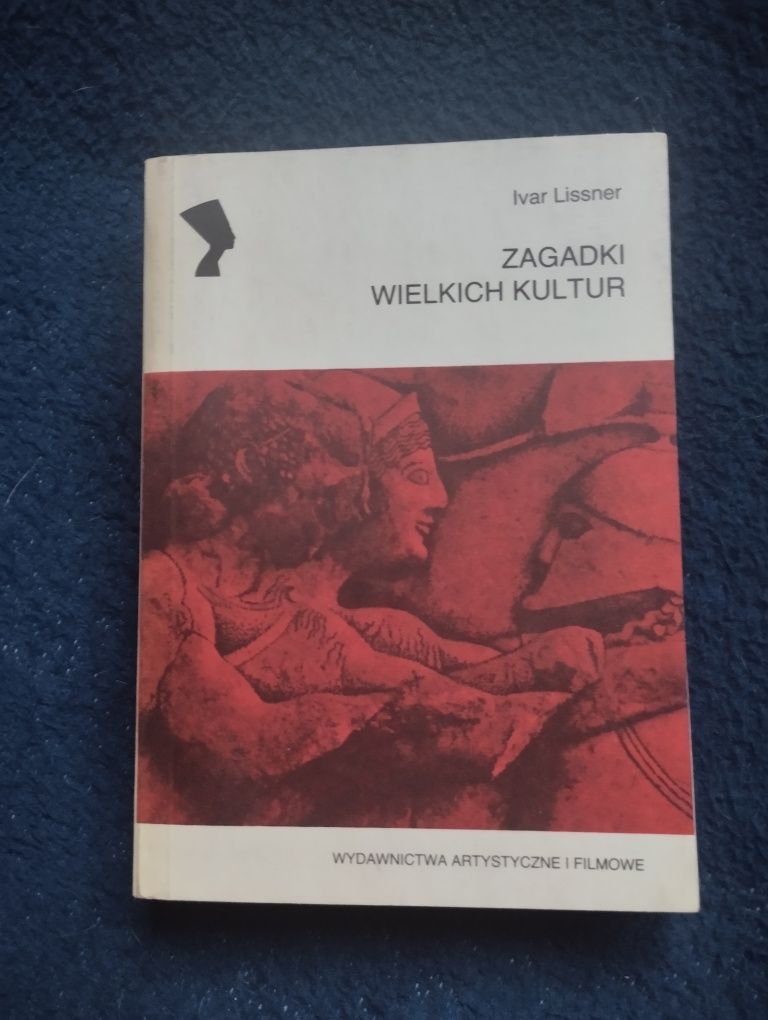 Ivar Lissner
ZAGADKI
WIELKICH KULTUR
WYDAWNICTWA ARTYSTYCZNE I FILMOWE